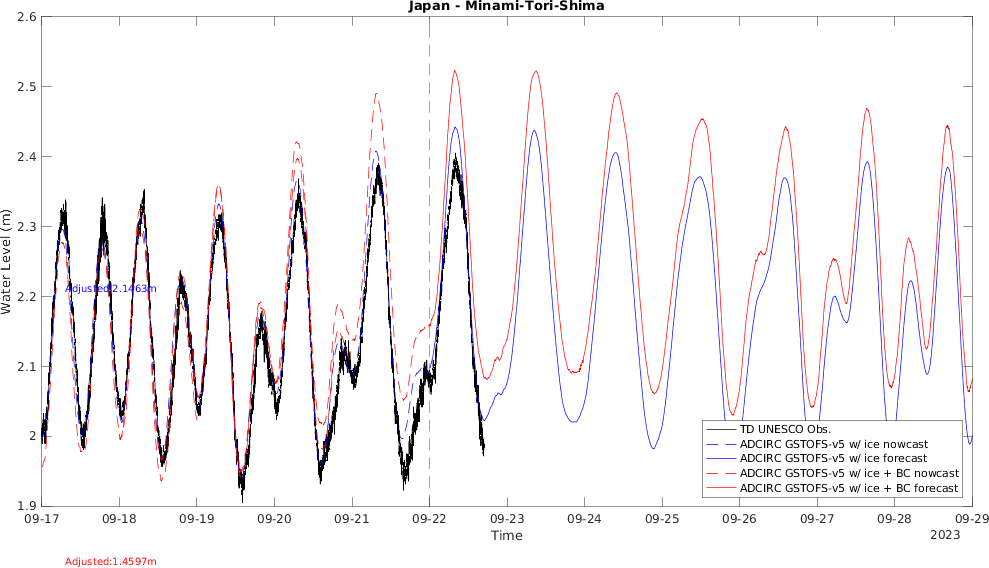 Japan - Minami-Tori-Shima
2.6
2.5
2.4
2.3
2.2
2.1
2
1.9
Water Level (m)
Adjusted:2.1463m
TD UNESCO Obs.
ADCIRC GSTOFS-v5 w/ ice nowcast
ADCIRC GSTOFS-v5 w/ ice forecast
ADCIRC GSTOFS-v5 w/ ice + BC nowcast
ADCIRC GSTOFS-v5 w/ ice + BC forecast
09-17 09-18 09-19 09-20 09-21 09-22 09-23 09-24 09-25 09-26 09-27 09-28 09-29
Time
2023
Adjusted:1.4597m